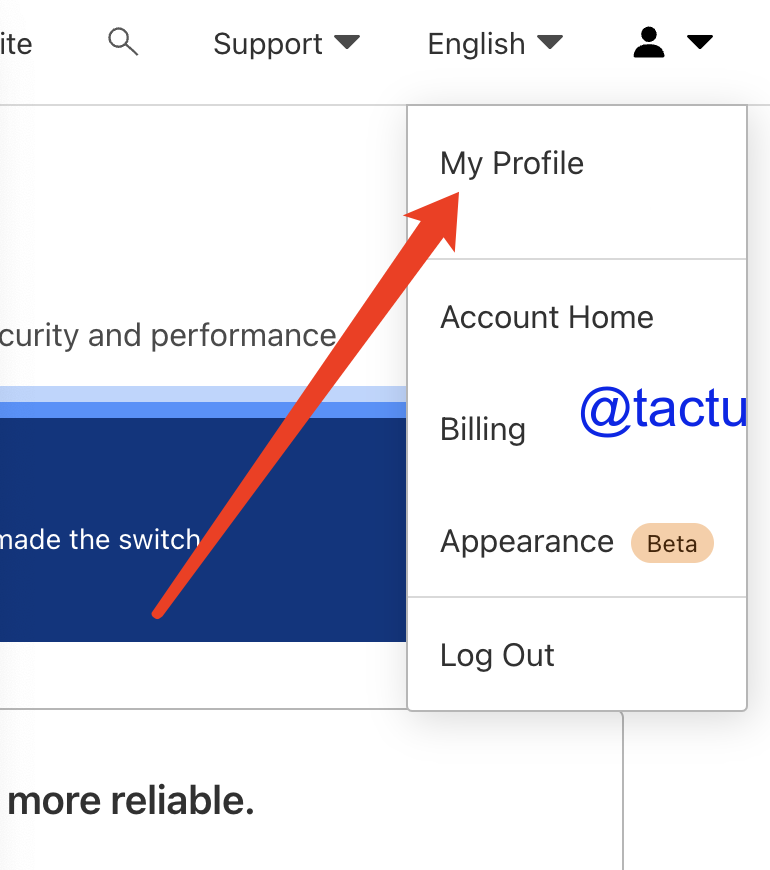 ite
Support
English
My Profile
curity and performance
Account Home
@tactu
Billing
made the switch
Appearance Beta
Log Out
more reliable.